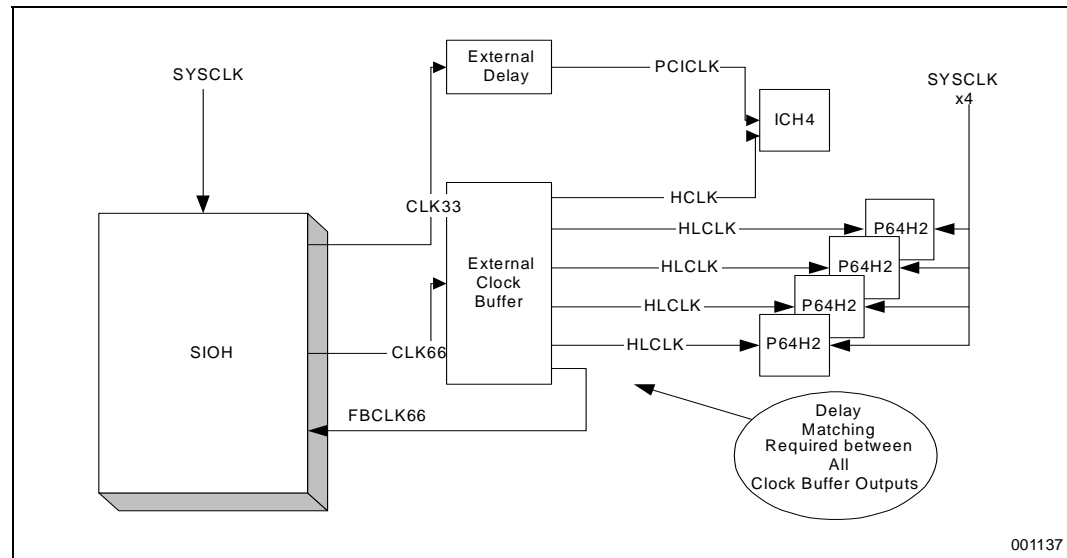 SYSCLK
External
Delay
PCICLK
SYSCLK
x4
ICH4
CLK33
HCLK
External
Clock
Buffer
HLCLK
P64H2
HLCLK
P64H2
HLCLK
P64H2
HLCLK
P64H2
SIOH
CLK66
FBCLK66
Delay
Matching
Required between
All
Clock Buffer Outputs
001137